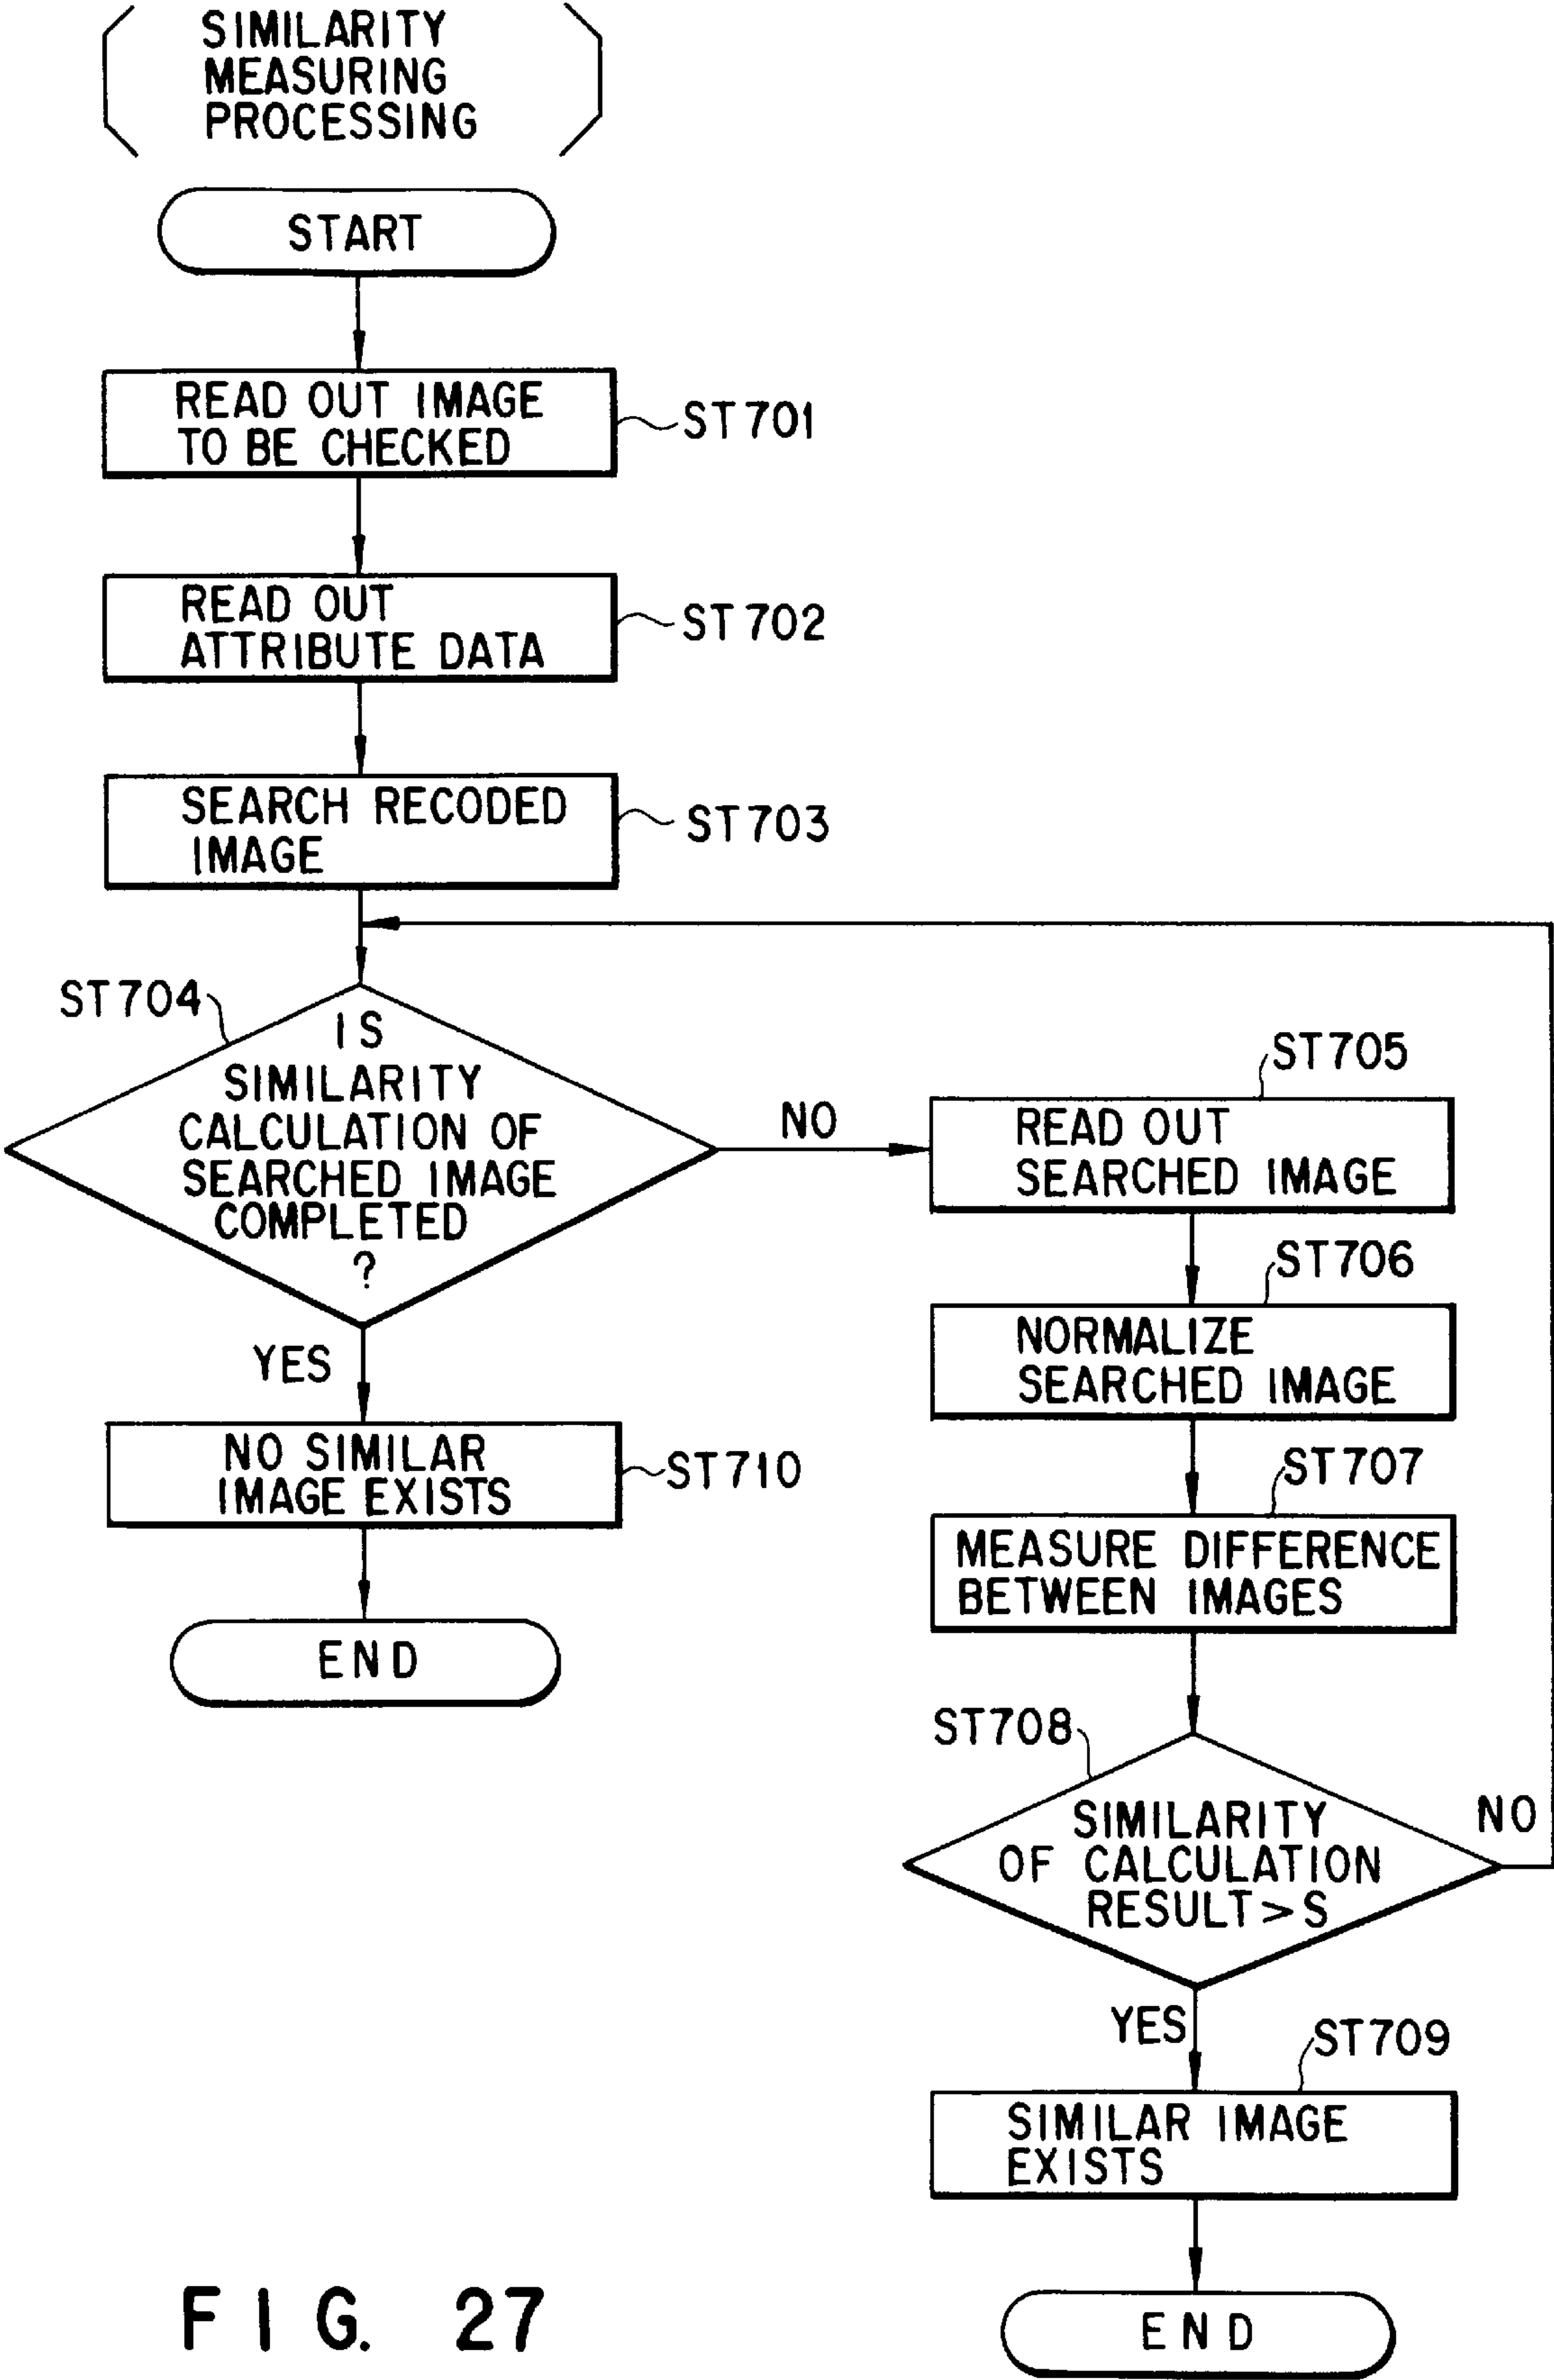 SIMILARITY
MEASURING
PROCESSING
START
READ OUT IMAGE
TO BE CHECKED
ST701
READ OUT
ATTRIBUTE DATA
ST702
SEARCH RECODED
IMAGE
ST703
ST704
IS
SIMILARITY
CALCULATION OF
SEARCHED IMAGE
COMPLETED
?
NO
YES
NO SIMILAR
IMAGE EXISTS
ST710
END
ST705
READ OUT
SEARCHED IMAGE
ST706
NORMALIZE
SEARCHED IMAGE
ST707
MEASURE DIFFERENCE
BETWEEN IMAGES
ST708
SIMILARITY
OF CALCULATION
RESULT>S
NO
YES
ST709
SIMILAR IMAGE
EXISTS
END
FIG. 27